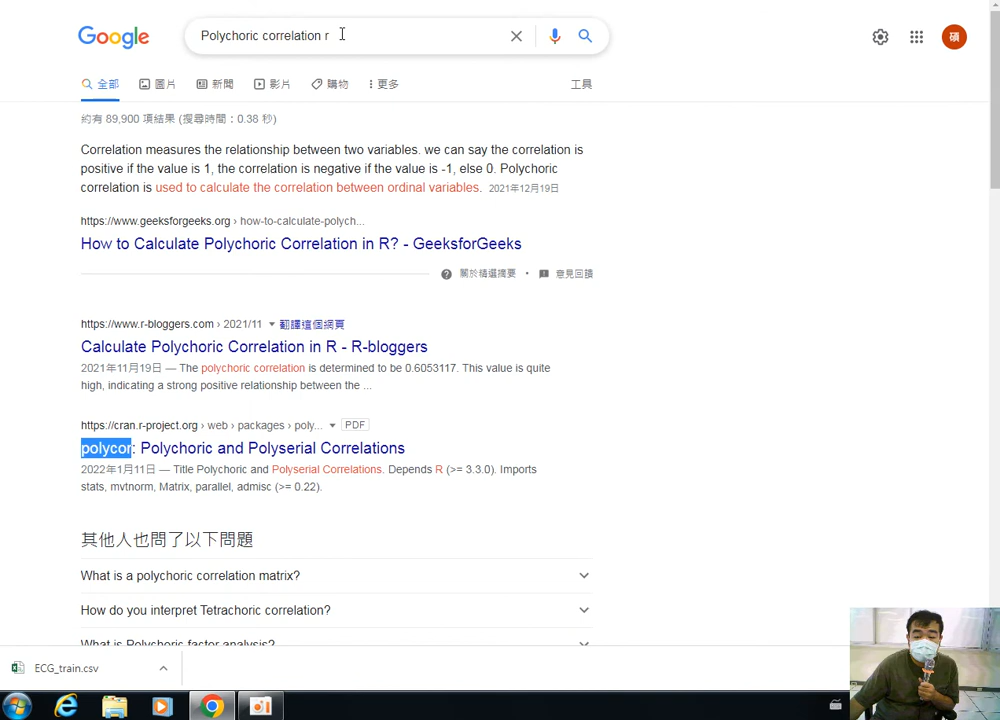 Google
Polychoric correlation r
碩
全部
圖片
新聞
影片
購物
更多
工具
約有 89,900 項結果 (搜尋時間：0.38 秒)
Correlation measures the relationship between two variables. we can say the correlation is
positive if the value is 1, the correlation is negative if the value is -1, else 0. Polychoric
correlation is used to calculate the correlation between ordinal variables. 2021年12月19日
https://www.geeksforgeeks.org › how-to-calculate-polych...
How to Calculate Polychoric Correlation in R? - GeeksforGeeks
關於精選摘要 • 意見回饋
https://www.r-bloggers.com › 2021/11 翻譯這個網頁
Calculate Polychoric Correlation in R - R-bloggers
2021年11月19日 — The polychoric correlation is determined to be 0.6053117. This value is quite
high, indicating a strong positive relationship between the ...
https://cran.r-project.org › web › packages › poly... PDF
polycor: Polychoric and Polyserial Correlations
2022年1月11日 — Title Polychoric and Polyserial Correlations. Depends R (>= 3.3.0). Imports
stats, mvtnorm, Matrix, parallel, admisc (>= 0.22).
其他人也問了以下問題
What is a polychoric correlation matrix?
How do you interpret Tetrachoric correlation?
What is Polychoric factor analysis?
ECG_train.csv